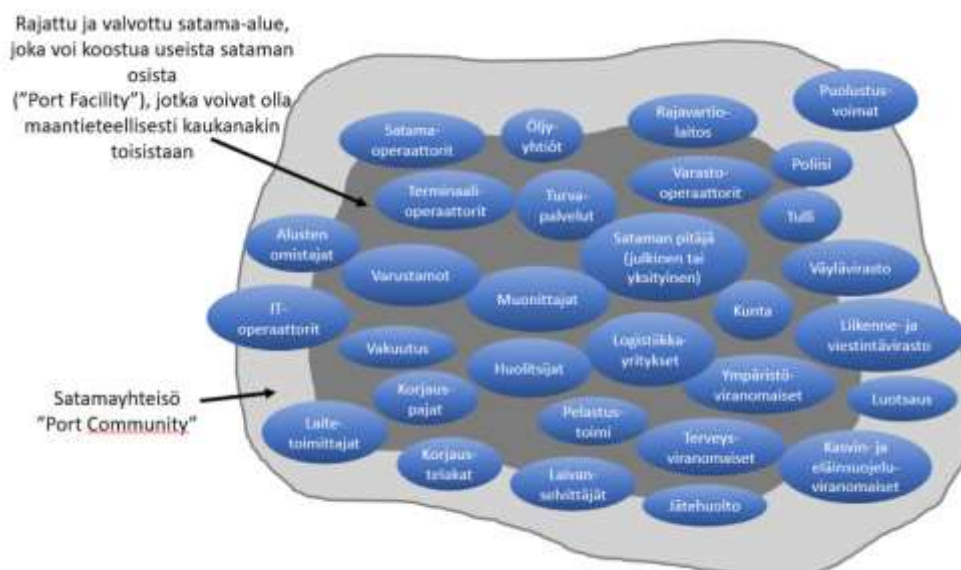 Rajattu ja valvottu satama-alue,
joka voi koostua useista sataman
osista
("Port Facility"), jotka voivat olla
maantieteellisesti kaukanakin
toisistaan
Puolustus-
voimat
Satama-
operaattorit
Öljy-
yhtiöt
Rajavartio-
laitos
Poliisi
Terminaali-
operaattorit
Turva-
palvelut
Varasto-
operaattorit
Tulli
Alusten
omistajat
Sataman pitäjä
(julkinen tai
yksityinen)
Varustamot
Väylävirasto
Muonittajat
Kunta
IT-
operaattorit
Liikenne- ja
viestintävirasto
Vakuutus
Huolitsijat
Logistiikka-
yritykset
Ympäristö-
viranomaiset
Luotsaus
Satamayhteisö
"Port Community"
Korjaus-
pajat
Pelastus-
toimi
Laite-
toimittajat
Terveys-
viranomaiset
Kasvin- ja
eläinsuojelu-
viranomaiset
Korjaus-
telakat
Laivan-
selvittäjät
Jätehuolto